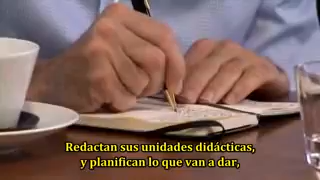 Redactan sus unidades didácticas,
y planifican lo que van a dar,